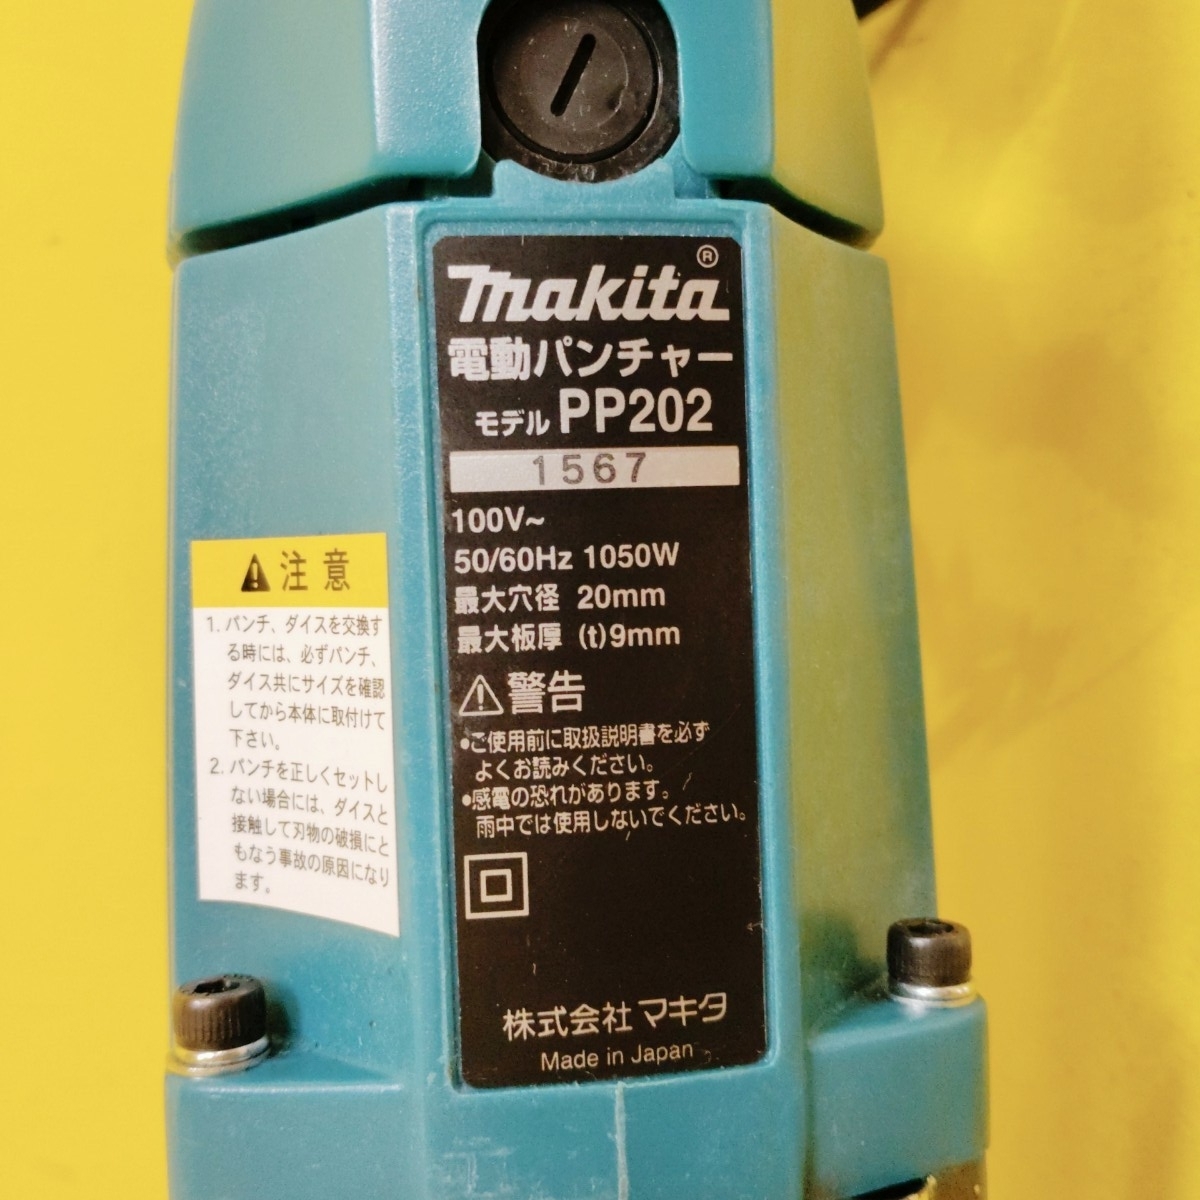 makita®
電動パンチャー
モデル PP202
1567
100V~
50/60Hz 1050W
最大穴径 20mm
最大板厚 (t)9mm
⚠警告
•ご使用前に取扱説明書を必ず
よくお読みください。
•感電の恐れがあります。
雨中では使用しないでください。
株式会社 マキタ
Made in Japan
⚠注意
1. パンチ、ダイスを交換す
る時には、必ずパンチ、
ダイス共にサイズを確認
してから本体に取付けて
下さい。
2. パンチを正しくセットし
ない場合には、ダイスと
接触して刃物の破損にと
もなう事故の原因になり
ます。